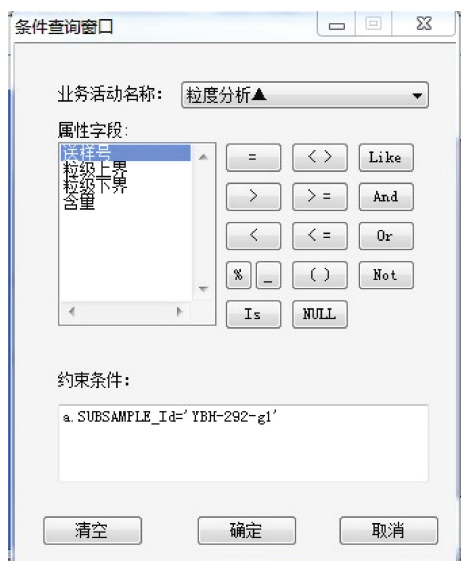 条件查询窗口
业务活动名称： 粒度分析▲
属性字段:
送样号
粒级上界
粒级下界
含量
= < > Like
> > = And
< < = Or
% _ ( ) Not
Is NULL
约束条件：
a.SUBSAMPLE_Id='YBH-292-g1'
清空 确定 取消